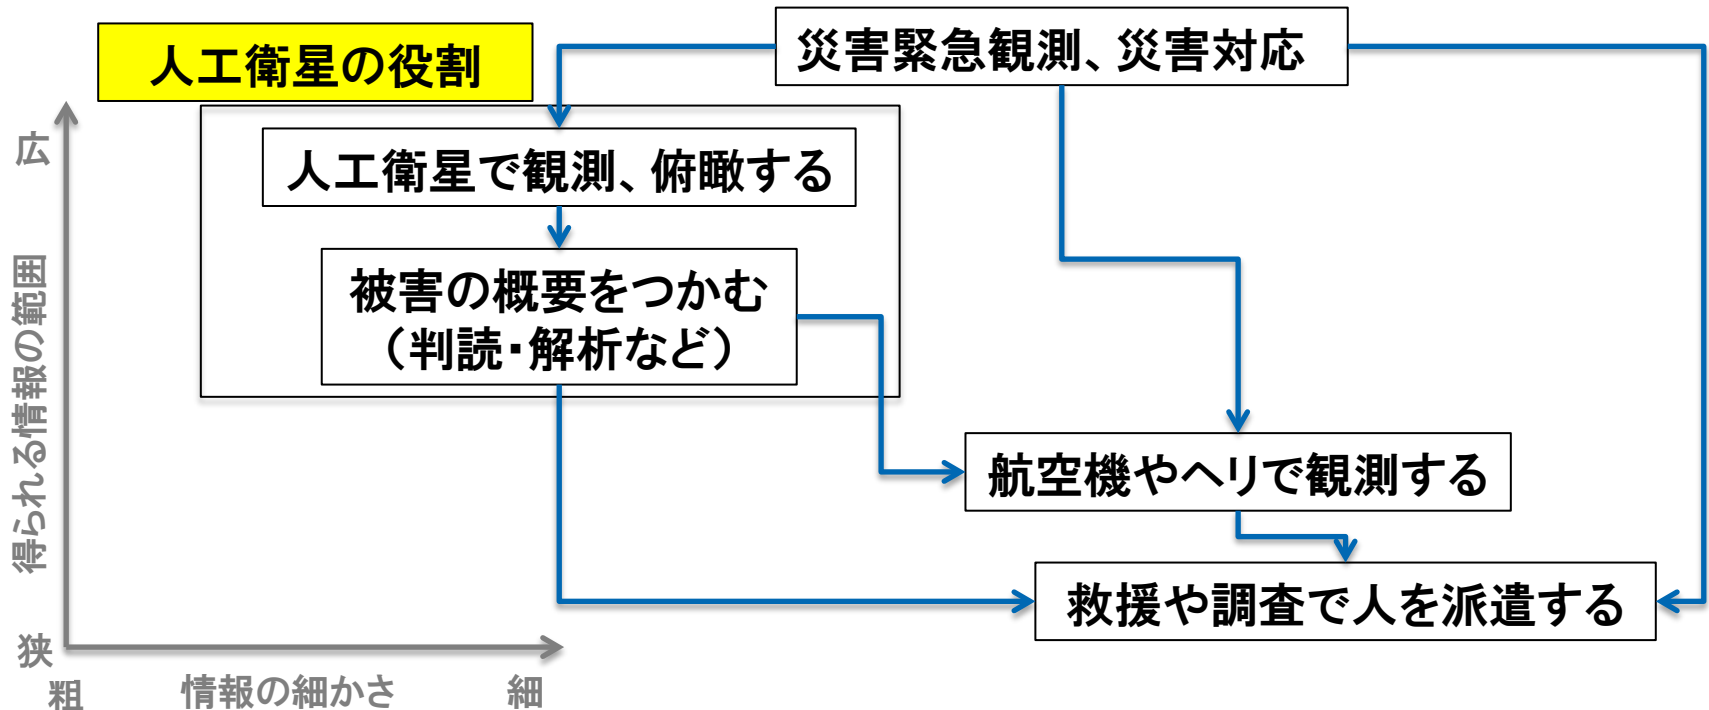 人工衛星の役割
災害緊急観測、災害対応
広
人工衛星で観測、俯瞰する
得られる情報の範囲
被害の概要をつかむ
（判読・解析など）
航空機やヘリで観測する
救援や調査で人を派遣する
狭
粗
情報の細かさ
細